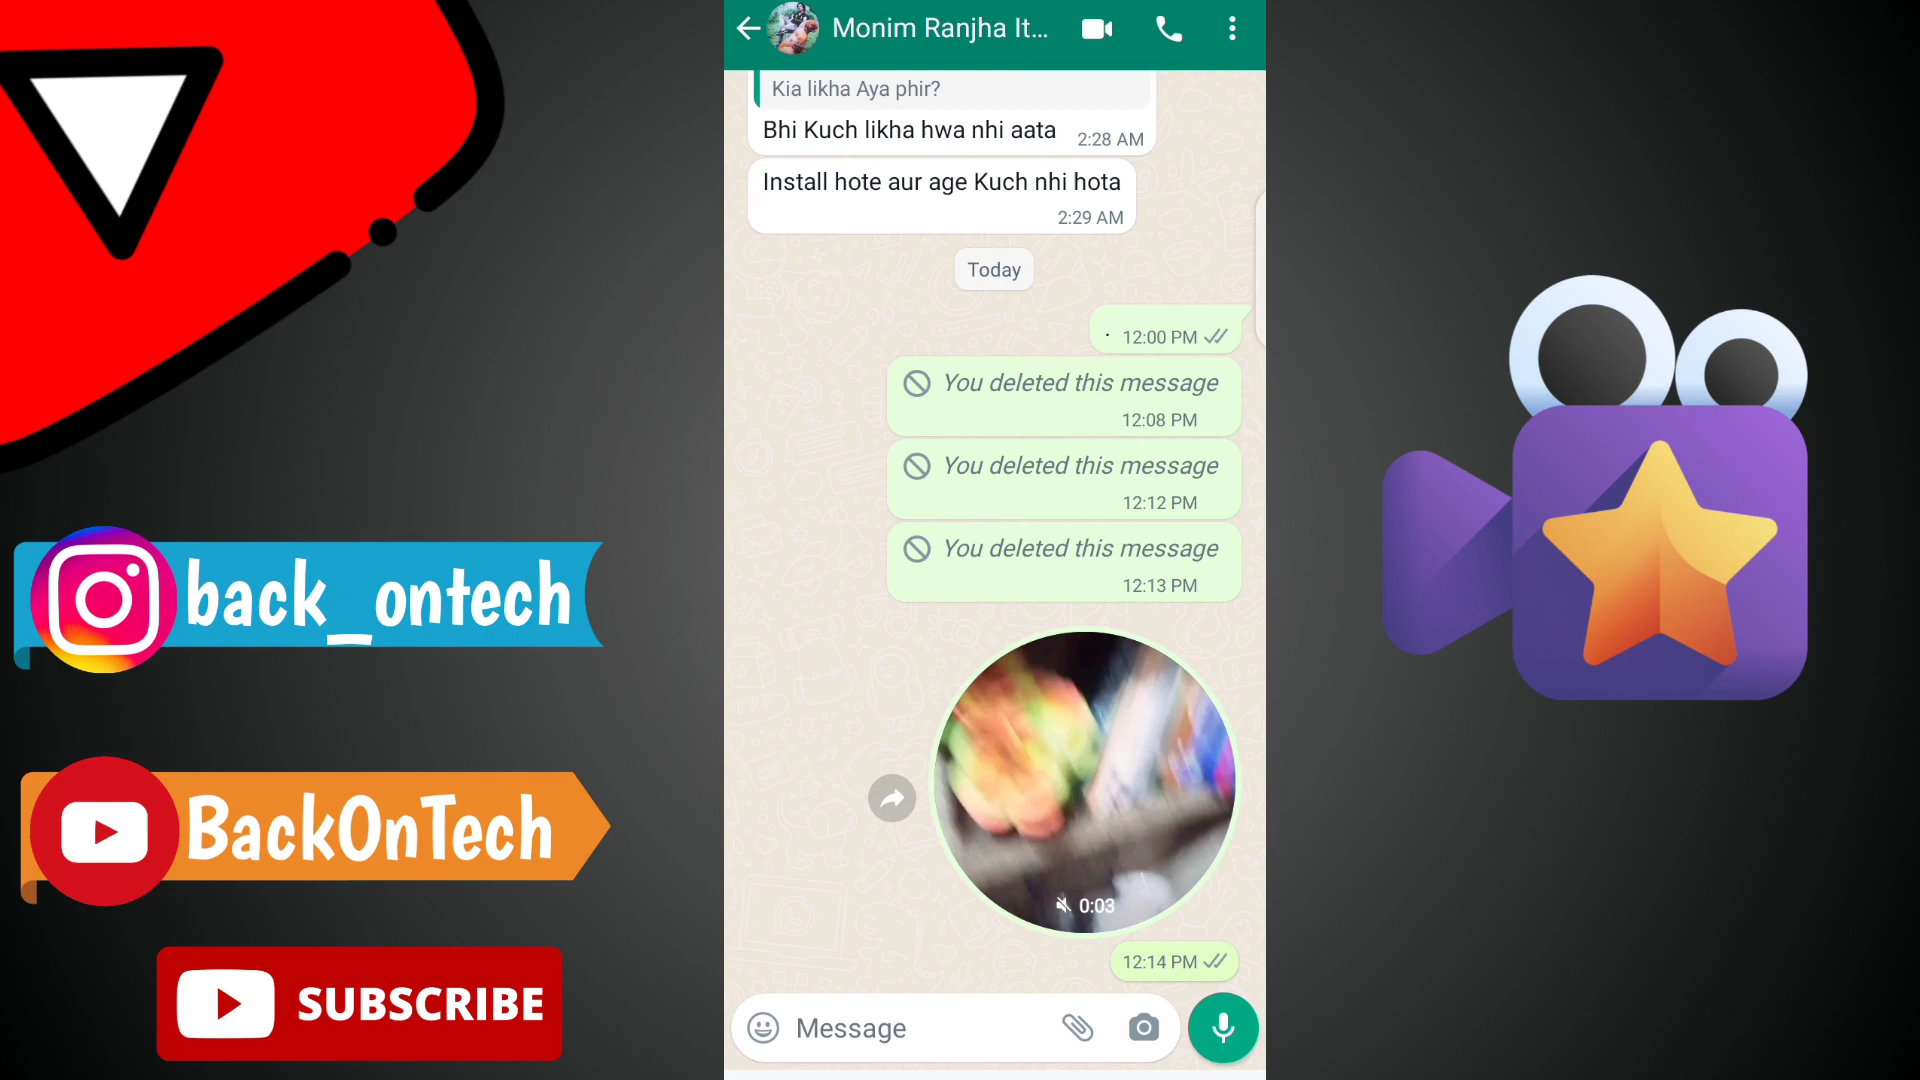 Monim Ranjha It...
Kia likha Aya phir?
Bhi Kuch likha hwa nhi aata 2:28 AM
Install hote aur age Kuch nhi hota
2:29 AM
Today
. 12:00 PM
You deleted this message
12:08 PM
You deleted this message
12:12 PM
You deleted this message
12:13 PM
0:03
12:14 PM
Message
back_ontech
BackOnTech
SUBSCRIBE